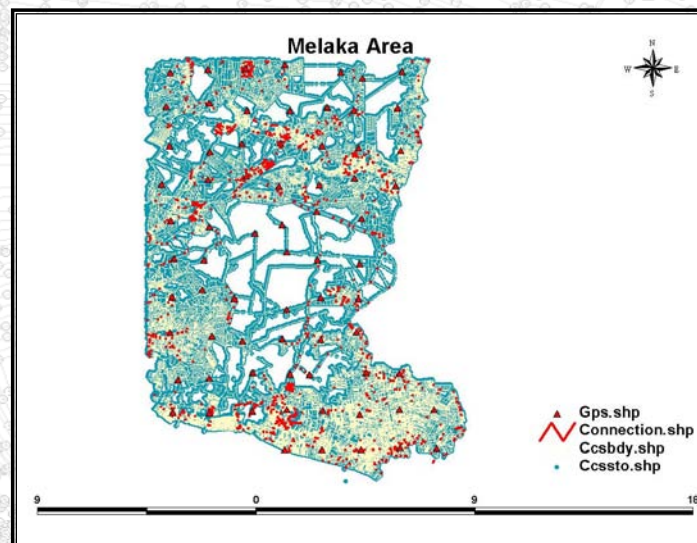 Melaka Area
N
W
E
S
Gps.shp
Connection.shp
Ccsbdy.shp
Ccssto.shp
9
0
9
18